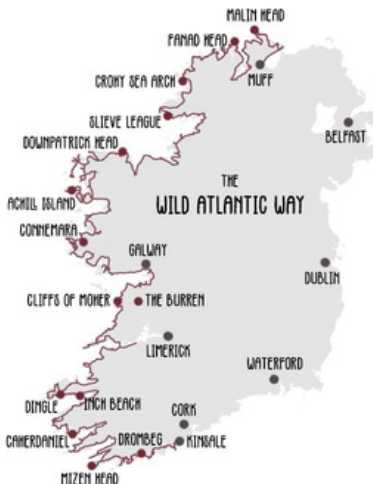 MALIN HEAD
FANAD HEAD
MUFF
CROHY SEA ARCH
SLIEVE LEAGUE
BELFAST
DOWNPATRICK HEAD
THE
WILD ATLANTIC WAY
ACHILL ISLAND
CONNEMARA
GALWAY
DUBLIN
CLIFFS OF MOHER
THE BURREN
LIMERICK
WATERFORD
DINGLE
INCH BEACH
CORK
CAHERDANIEL
DROMBEG
KINSALE
MIZEN HEAD